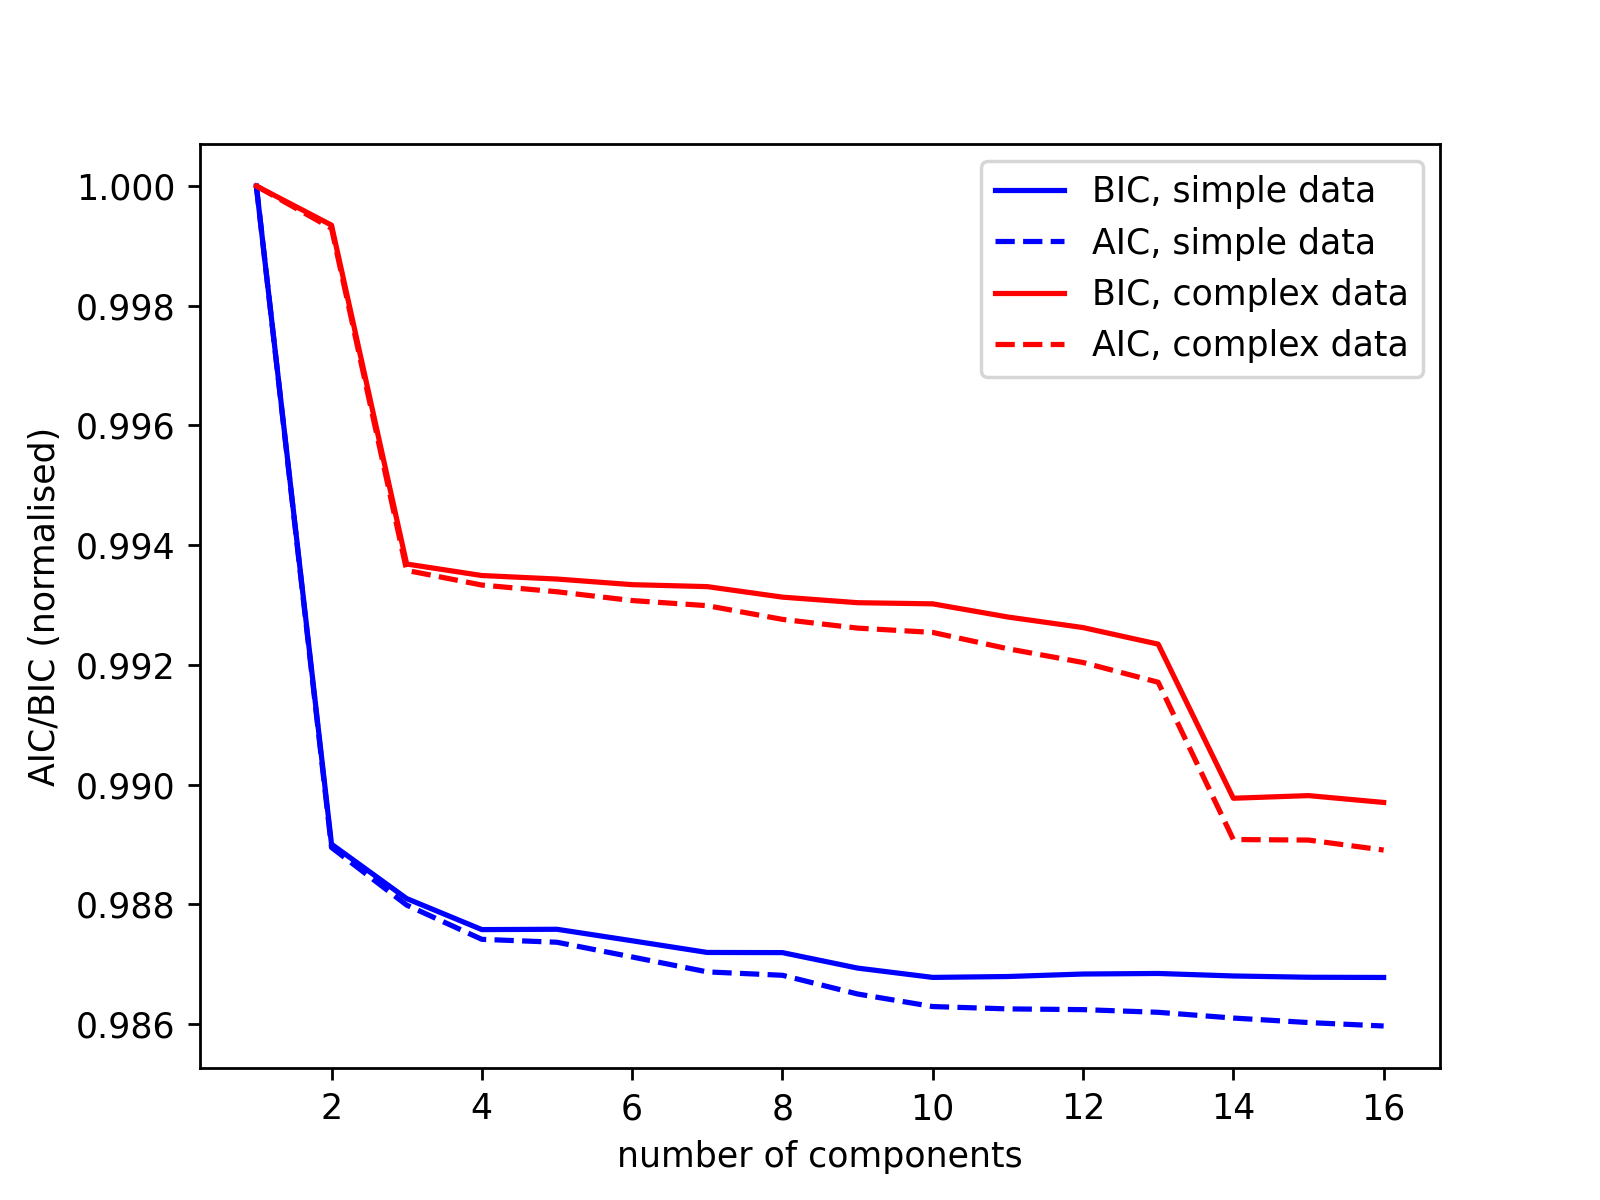 BIC, simple data
AIC, simple data
BIC, complex data
AIC, complex data
AIC/BIC (normalised)
1.000
0.998
0.996
0.994
0.992
0.990
0.988
0.986
2 4 6 8 10 12 14 16
number of components